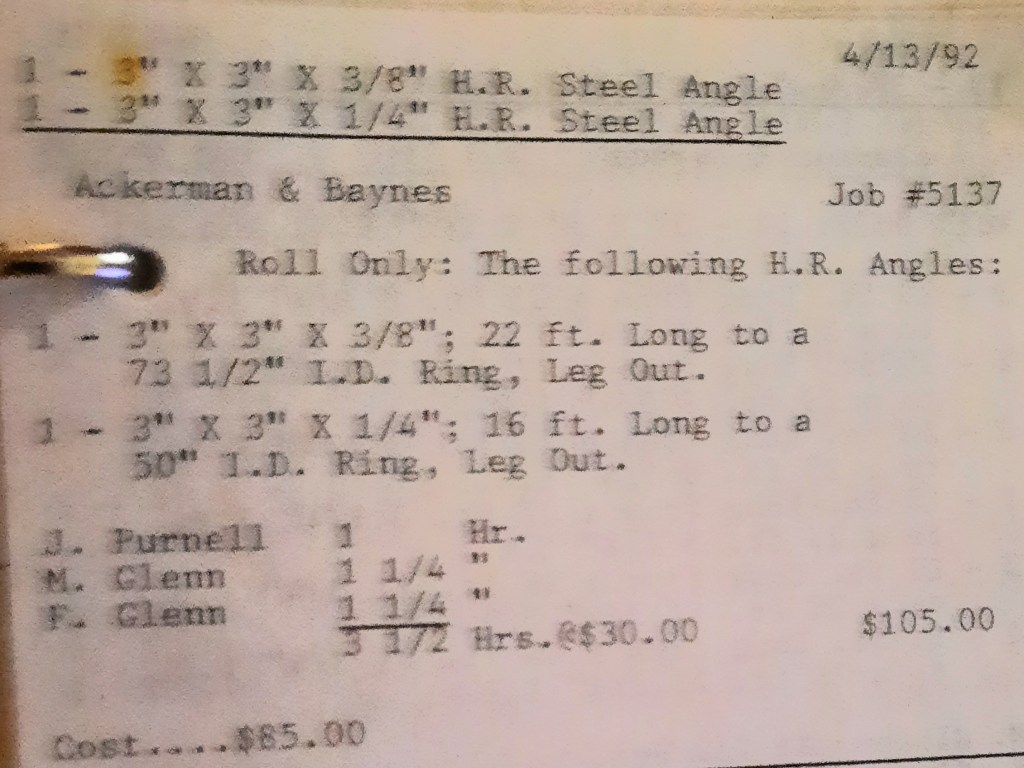 4/13/92
1 - 3" X 3" X 3/8" H.R. Steel Angle
1 - 3" X 3" X 1/4" H.R. Steel Angle
Ackerman & Baynes Job #5137
Roll Only: The following H.R. Angles:
1 - 3" X 3" X 3/8"; 22 ft. Long to a
73 1/2" I.D. Ring, Leg Out.
1 - 3" X 3" X 1/4"; 16 ft. Long to a
50" I.D. Ring, Leg Out.
J. Purnell 1 Hr.
M. Glenn 1 1/4 "
F. Glenn 1 1/4 "
3 1/2 Hrs.@$30.00 $105.00
Cost....$85.00